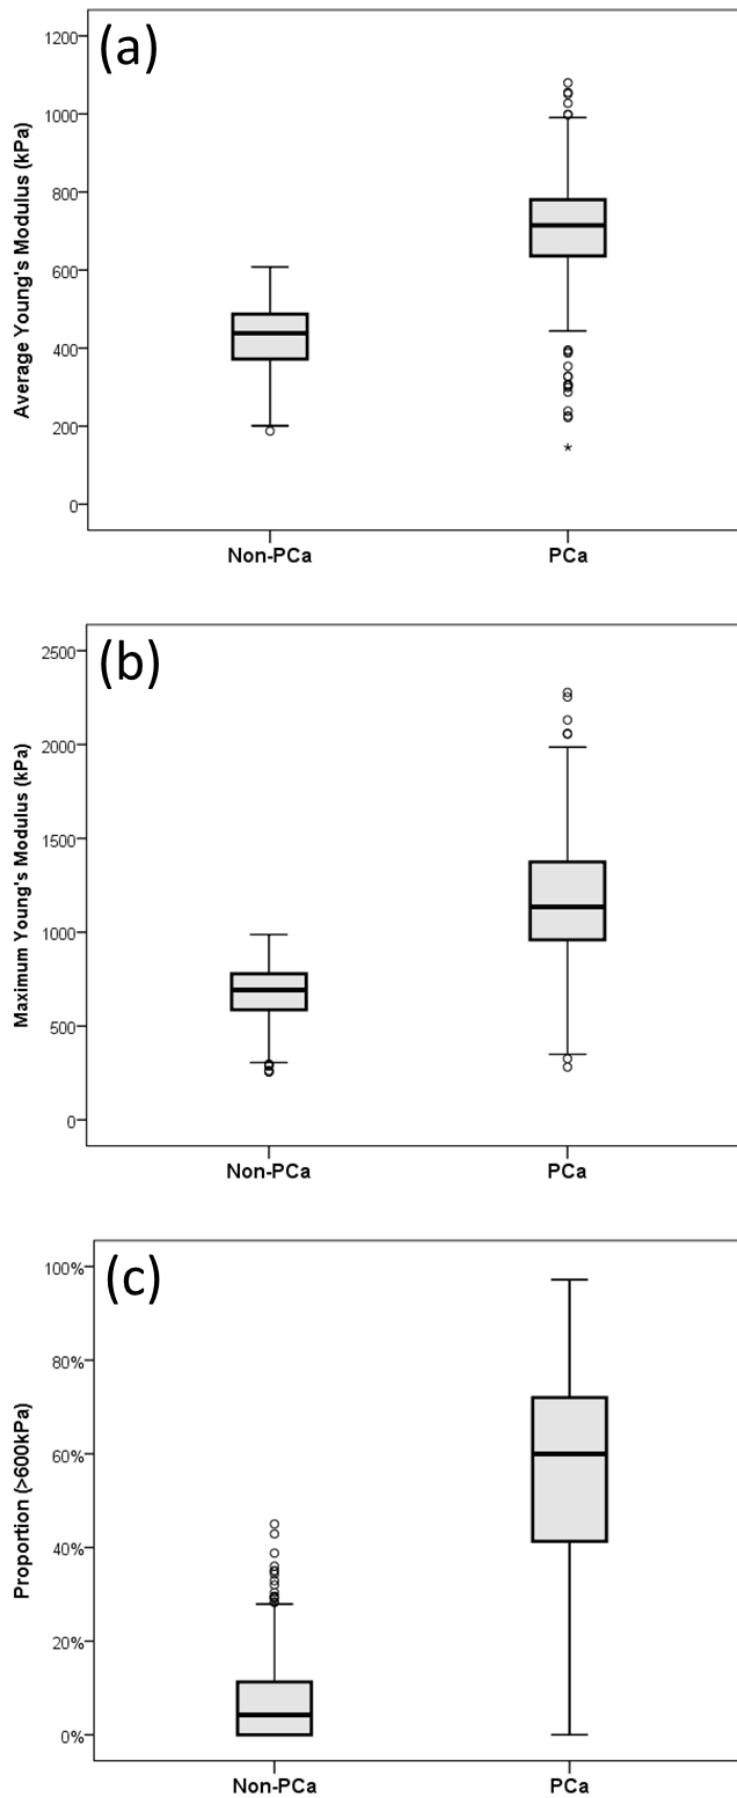 (a)
Average Young's Modulus (kPa)
1200
1000
800
600
400
200
0
Non-PCa PCa
(b)
Maximum Young's Modulus (kPa)
2500
2000
1500
1000
500
0
Non-PCa PCa
(c)
Proportion (>600kPa)
100%
80%
60%
40%
20%
0%
Non-PCa PCa